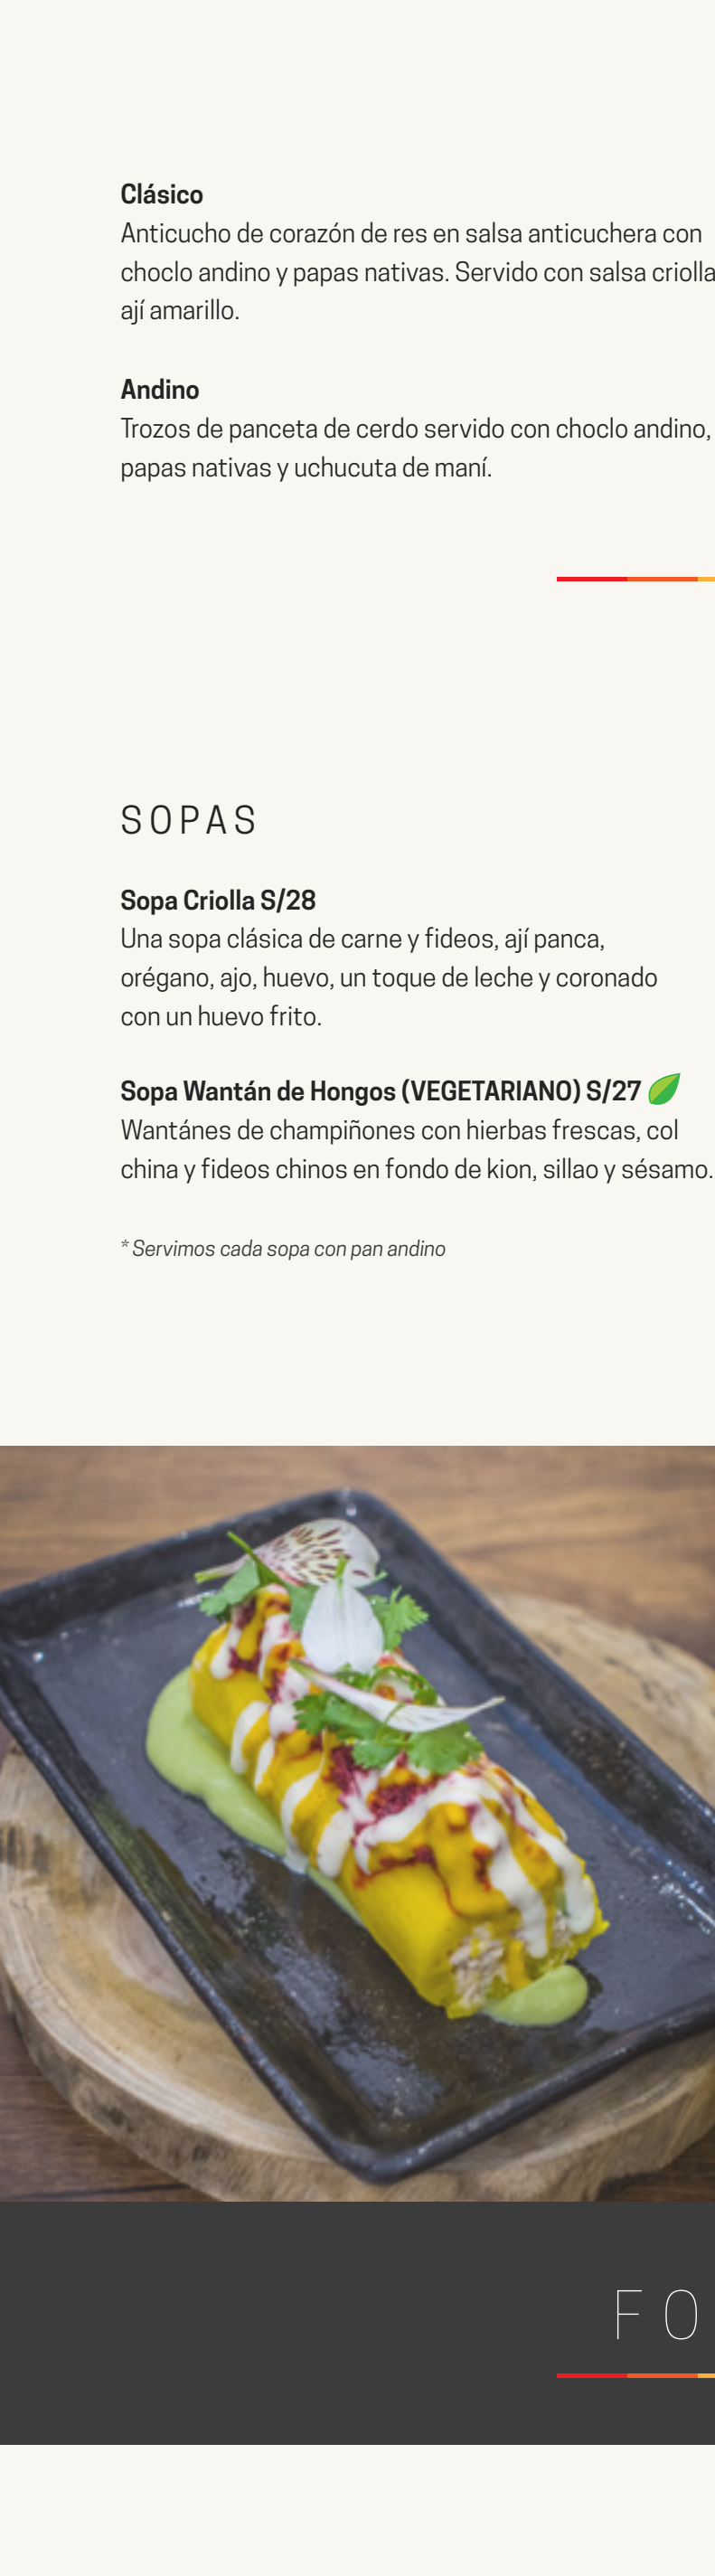 Clásico
Anticucho de corazón de res en salsa anticuchera con
choclo andino y papas nativas. Servido con salsa criolla
ají amarillo.
Andino
Trozos de panceta de cerdo servido con choclo andino,
papas nativas y uchucuta de maní.
SOPAS
Sopa Criolla S/28
Una sopa clásica de carne y fideos, ají panca,
orégano, ajo, huevo, un toque de leche y coronado
con un huevo frito.
Sopa Wantán de Hongos (VEGETARIANO) S/27
Wantánes de champiñones con hierbas frescas, col
china y fideos chinos en fondo de kion, sillao y sésamo.
* Servimos cada sopa con pan andino
FO